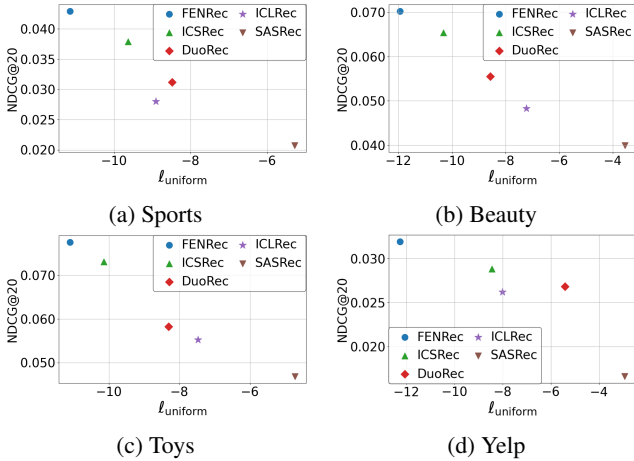 FENRec ICLRec
ICSRec SASRec
DuoRec
NDCG@20
0.040
0.035
0.030
0.025
0.020
−10 −8 −6
ℓuniform
(a) Sports
FENRec ICLRec
ICSRec SASRec
DuoRec
NDCG@20
0.070
0.060
0.050
0.040
−12 −10 −8 −6 −4
ℓuniform
(b) Beauty
FENRec ICLRec
ICSRec SASRec
DuoRec
NDCG@20
0.070
0.060
0.050
−10 −8 −6
ℓuniform
(c) Toys
NDCG@20
0.030
0.025
0.020
FENRec ICLRec
ICSRec SASRec
DuoRec
−12 −10 −8 −6 −4
ℓuniform
(d) Yelp